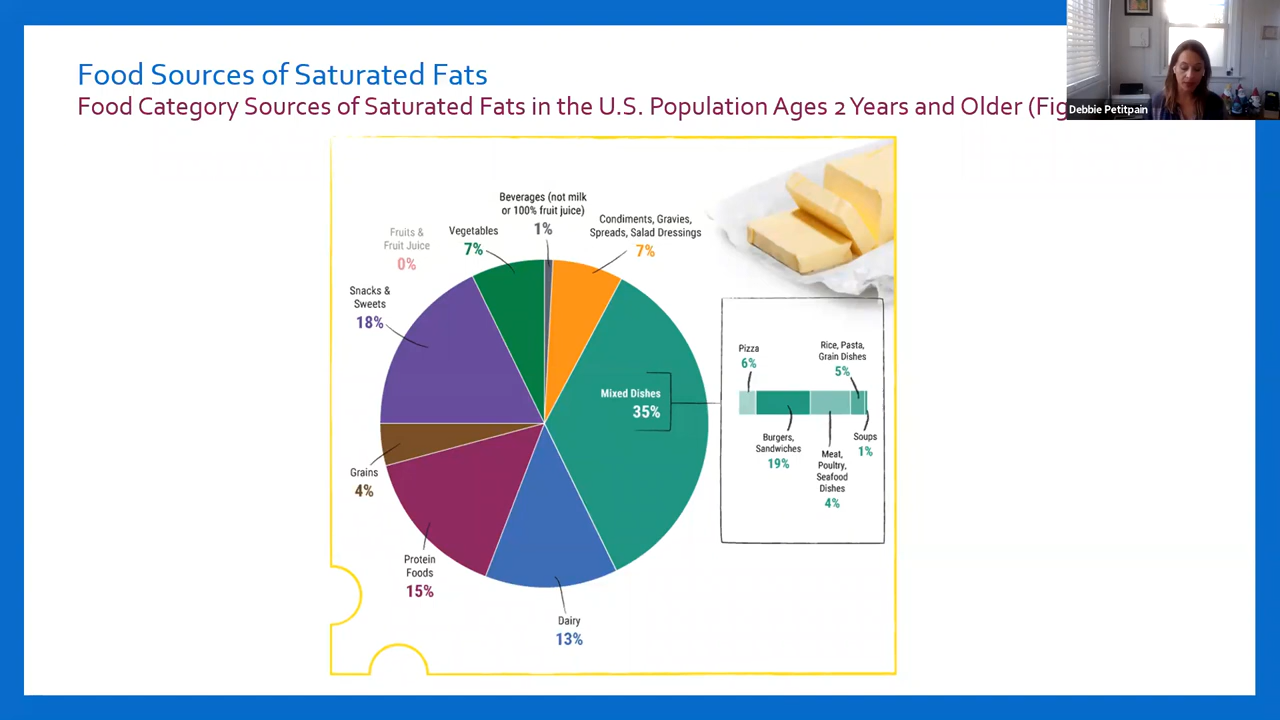 Food Sources of Saturated Fats
Food Category Sources of Saturated Fats in the U.S. Population Ages 2 Years and Older (Fig
Debbie Petitpain
Beverages (not milk
or 100% fruit juice)
1%
Condiments, Gravies,
Spreads, Salad Dressings
7%
Vegetables
7%
Fruits &
Fruit Juice
0%
Snacks &
Sweets
18%
Mixed Dishes
35%
Pizza
6%
Rice, Pasta,
Grain Dishes
5%
Burgers,
Sandwiches
19%
Meat,
Poultry,
Seafood
Dishes
4%
Soups
1%
Grains
4%
Protein
Foods
15%
Dairy
13%